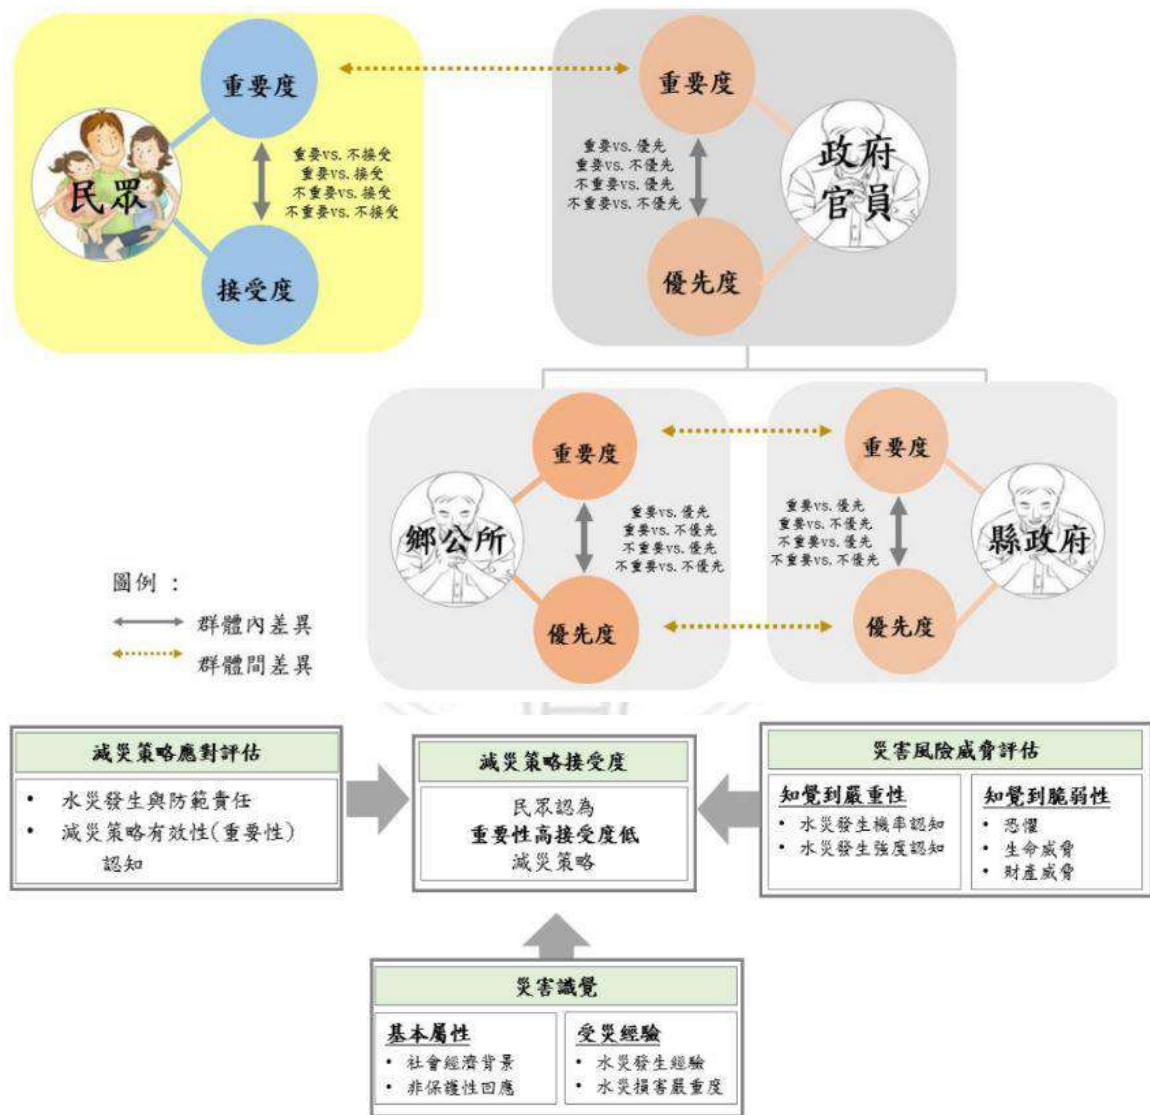 重要度
民眾
重要vs.不接受
重要vs.接受
不重要vs.接受
不重要vs.不接受
接受度
重要度
重要vs.優先
重要vs.不優先
不重要vs.優先
不重要vs.不優先
政府
官員
優先度
重要度
鄉公所
重要vs.優先
重要vs.不優先
不重要vs.優先
不重要vs.不優先
優先度
重要度
重要vs.優先
重要vs.不優先
不重要vs.優先
不重要vs.不優先
縣政府
優先度
圖例：
群體內差異
群體間差異
減災策略應對評估
• 水災發生與防範責任
• 減災策略有效性(重要性)
認知
減災策略接受度
民眾認為
重要性高接受度低
減災策略
災害風險威脅評估
知覺到嚴重性
• 水災發生機率認知
• 水災發生強度認知
知覺到脆弱性
• 恐懼
• 生命威脅
• 財產威脅
災害識覺
基本屬性
• 社會經濟背景
• 非保護性回應
受災經驗
• 水災發生經驗
• 水災損害嚴重度